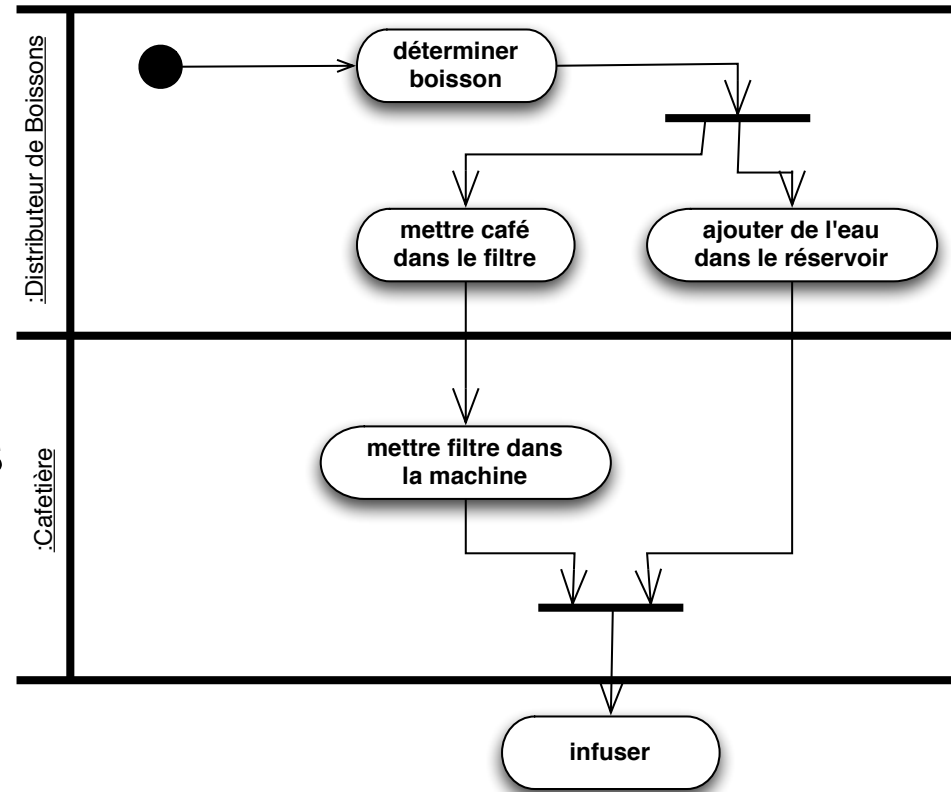 :Distributeur de Boissons
déterminer
boisson
mettre café
dans le filtre
ajouter de l'eau
dans le réservoir
:Cafetière
mettre filtre dans
la machine
infuser